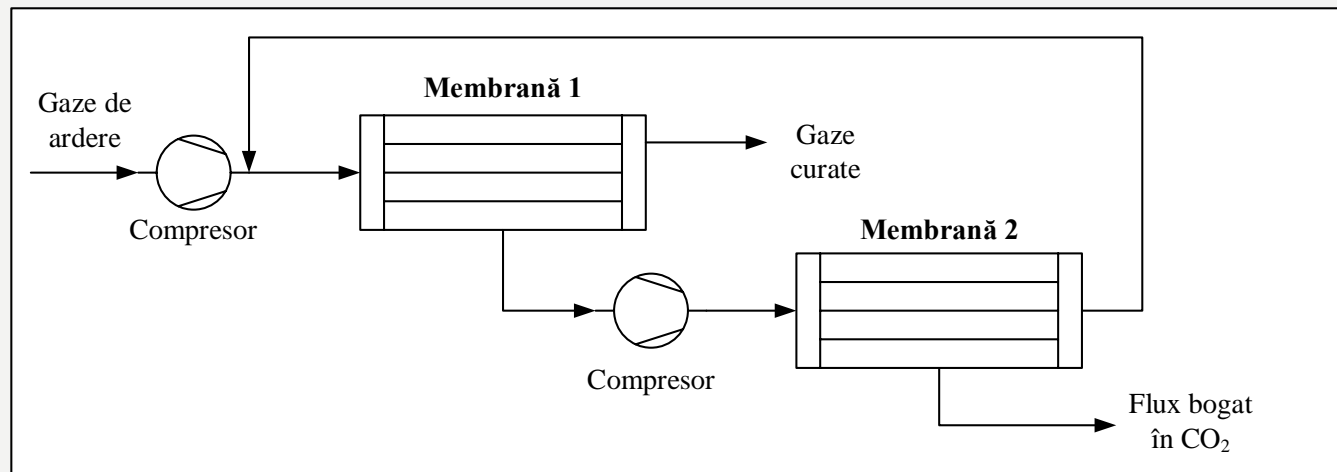 Membrană 1
Gaze de
ardere
Gaze
curate
Compresor
Membrană 2
Compresor
Flux bogat
în CO₂